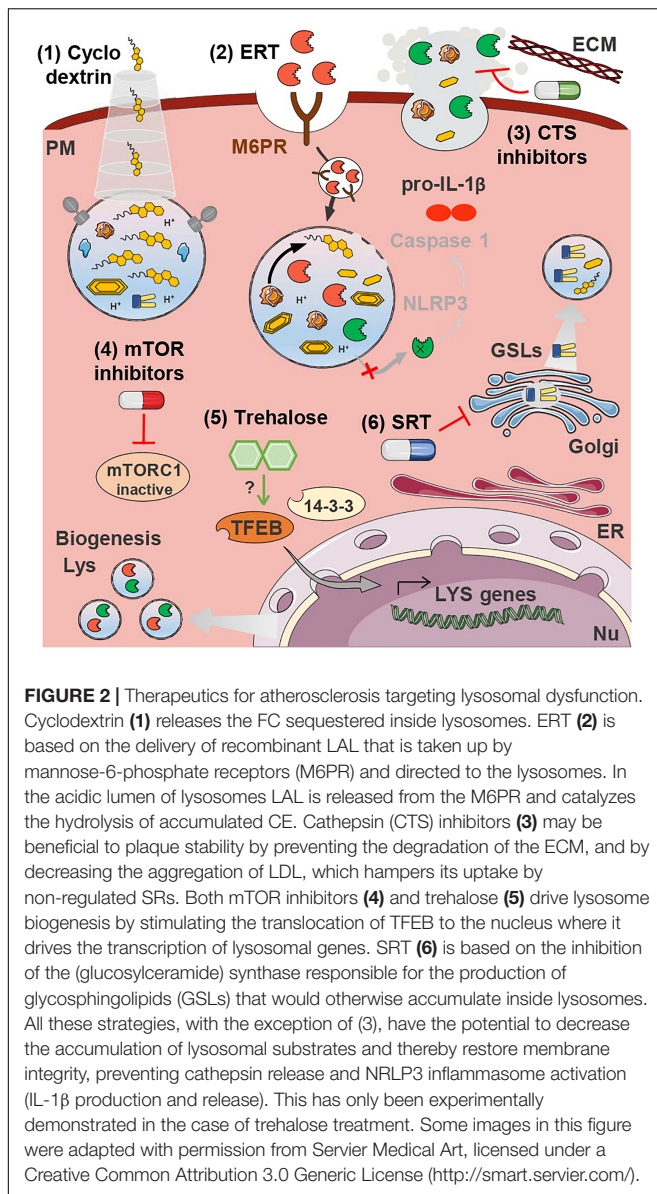 (1) Cyclo
dextrin
(2) ERT
ECM
PM
M6PR
(3) CTS
inhibitors
pro-IL-1β
Caspase 1
NLRP3
H+
H+
H+
H+
(4) mTOR
inhibitors
mTORC1
inactive
(5) Trehalose
?
14-3-3
TFEB
(6) SRT
GSLs
Golgi
ER
Biogenesis
Lys
LYS genes
Nu
FIGURE 2 | Therapeutics for atherosclerosis targeting lysosomal dysfunction.
Cyclodextrin (1) releases the FC sequestered inside lysosomes. ERT (2) is
based on the delivery of recombinant LAL that is taken up by
mannose-6-phosphate receptors (M6PR) and directed to the lysosomes. In
the acidic lumen of lysosomes LAL is released from the M6PR and catalyzes
the hydrolysis of accumulated CE. Cathepsin (CTS) inhibitors (3) may be
beneficial to plaque stability by preventing the degradation of the ECM, and by
decreasing the aggregation of LDL, which hampers its uptake by
non-regulated SRs. Both mTOR inhibitors (4) and trehalose (5) drive lysosome
biogenesis by stimulating the translocation of TFEB to the nucleus where it
drives the transcription of lysosomal genes. SRT (6) is based on the inhibition
of the (glucosylceramide) synthase responsible for the production of
glycosphingolipids (GSLs) that would otherwise accumulate inside lysosomes.
All these strategies, with the exception of (3), have the potential to decrease
the accumulation of lysosomal substrates and thereby restore membrane
integrity, preventing cathepsin release and NRLP3 inflammasome activation
(IL-1β production and release). This has only been experimentally
demonstrated in the case of trehalose treatment. Some images in this figure
were adapted with permission from Servier Medical Art, licensed under a
Creative Common Attribution 3.0 Generic License (http://smart.servier.com/).